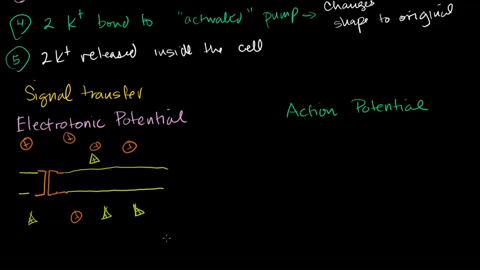 ④ 2 K⁺ bond to "activated" pump → Changes
shape to original
⑤ 2K⁺ released inside the cell
Signal transfer
Electrotonic Potential
Action Potential